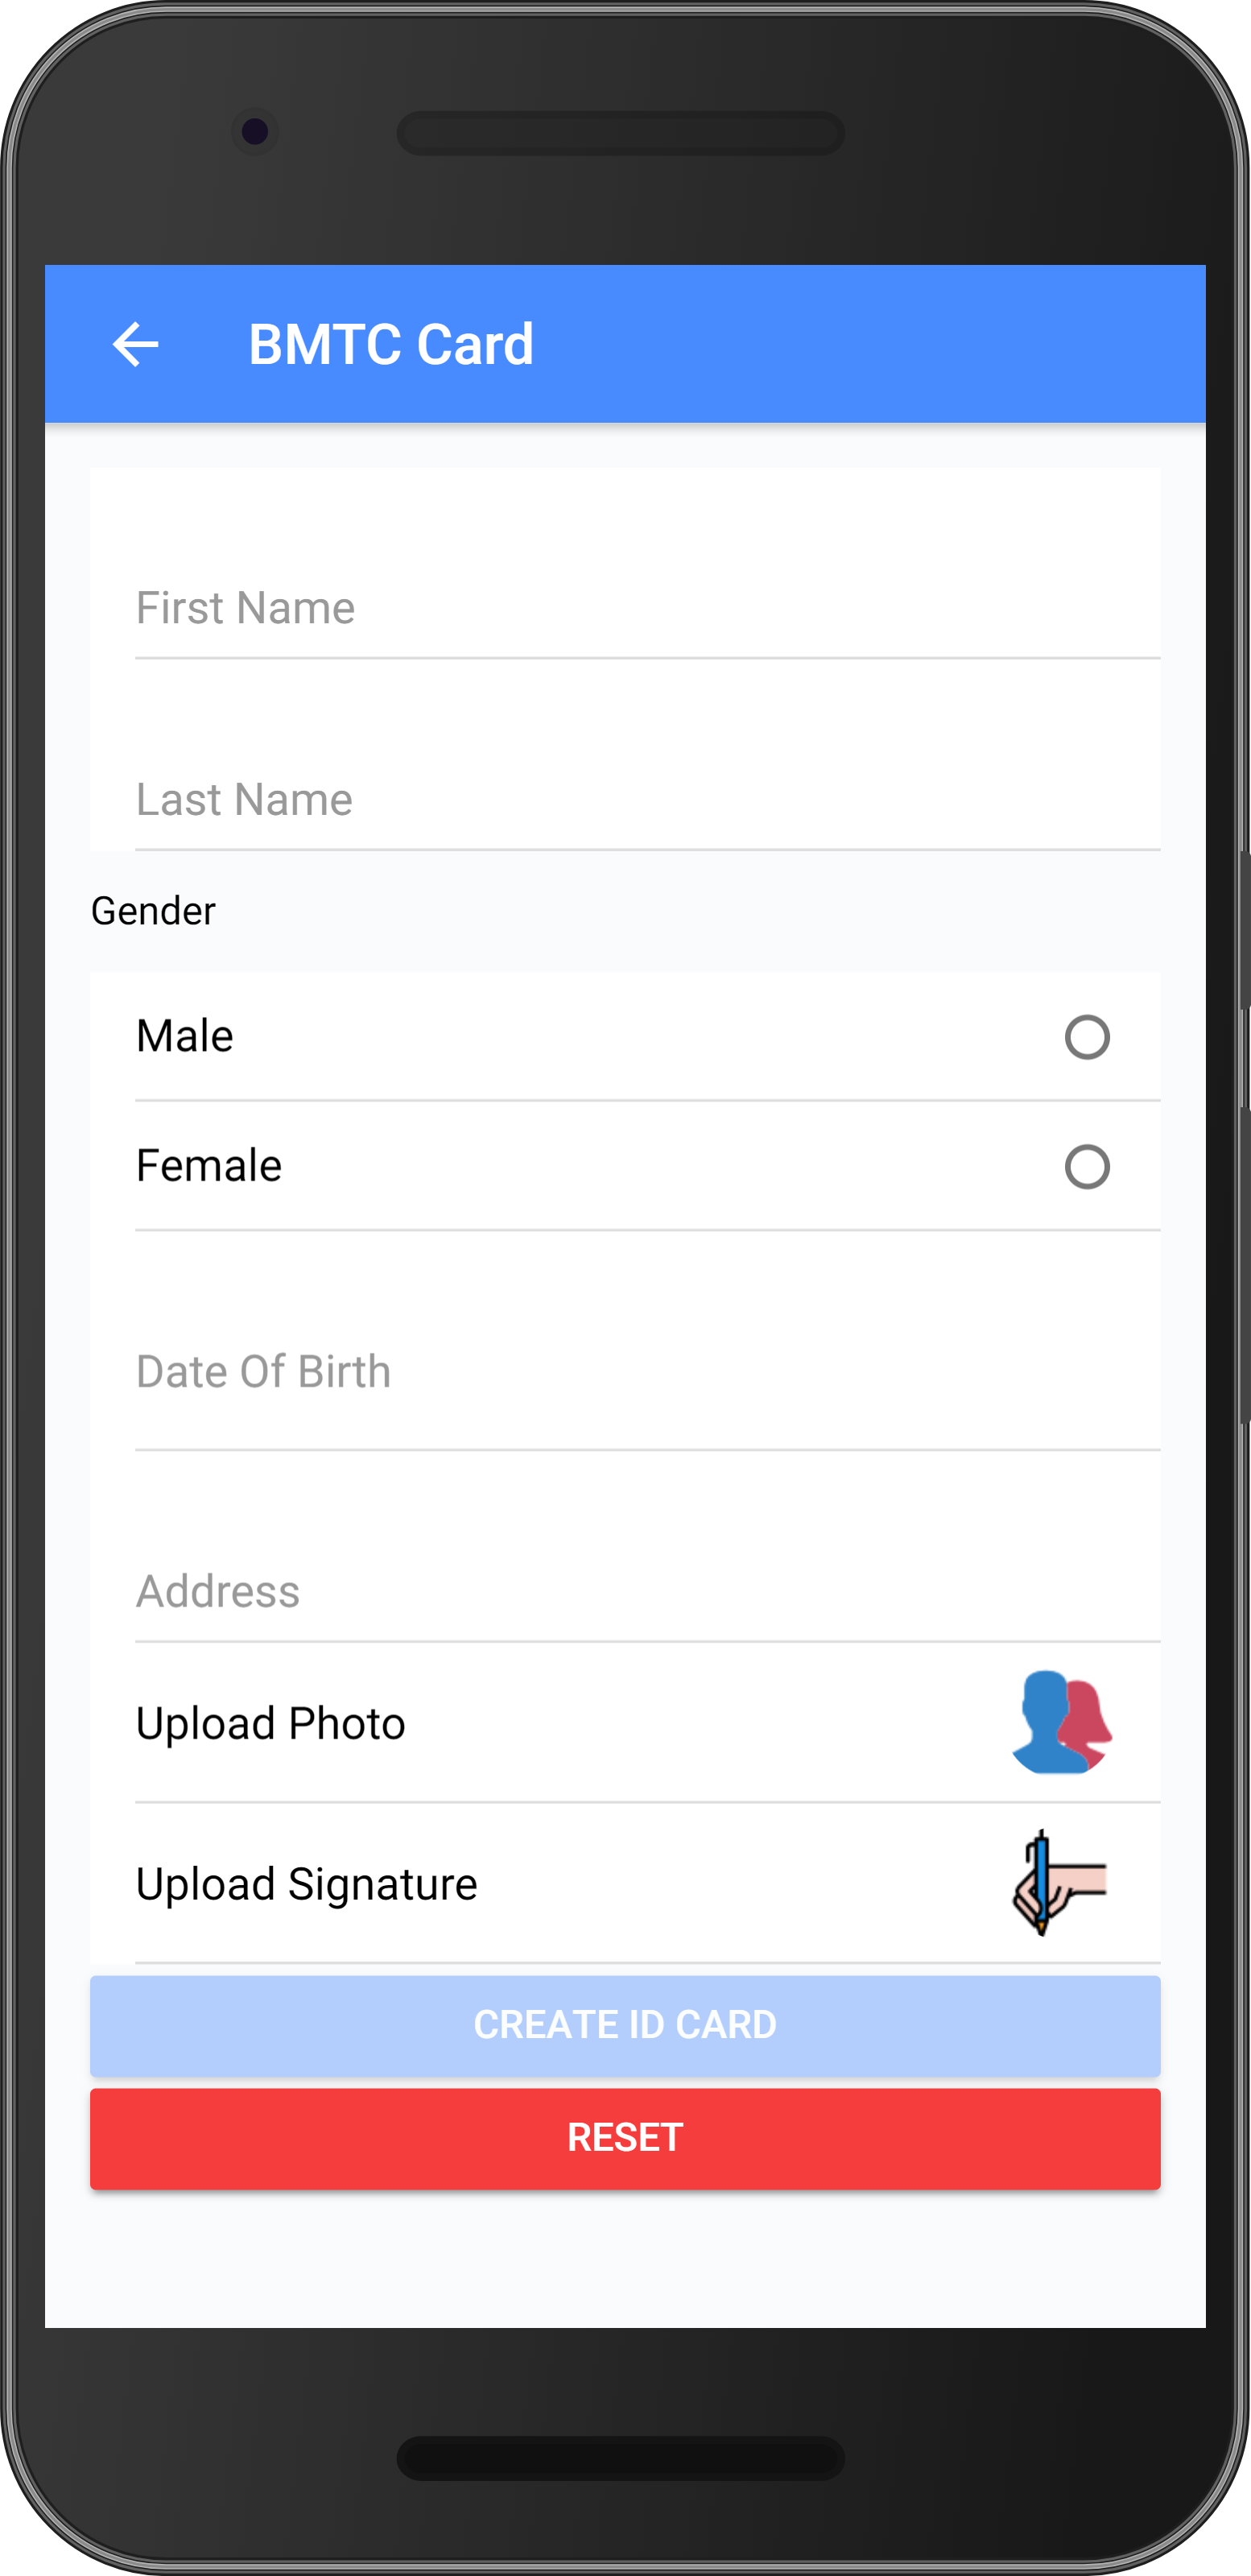 BMTC Card
First Name
Last Name
Gender
Male
Female
Date Of Birth
Address
Upload Photo
Upload Signature
CREATE ID CARD
RESET